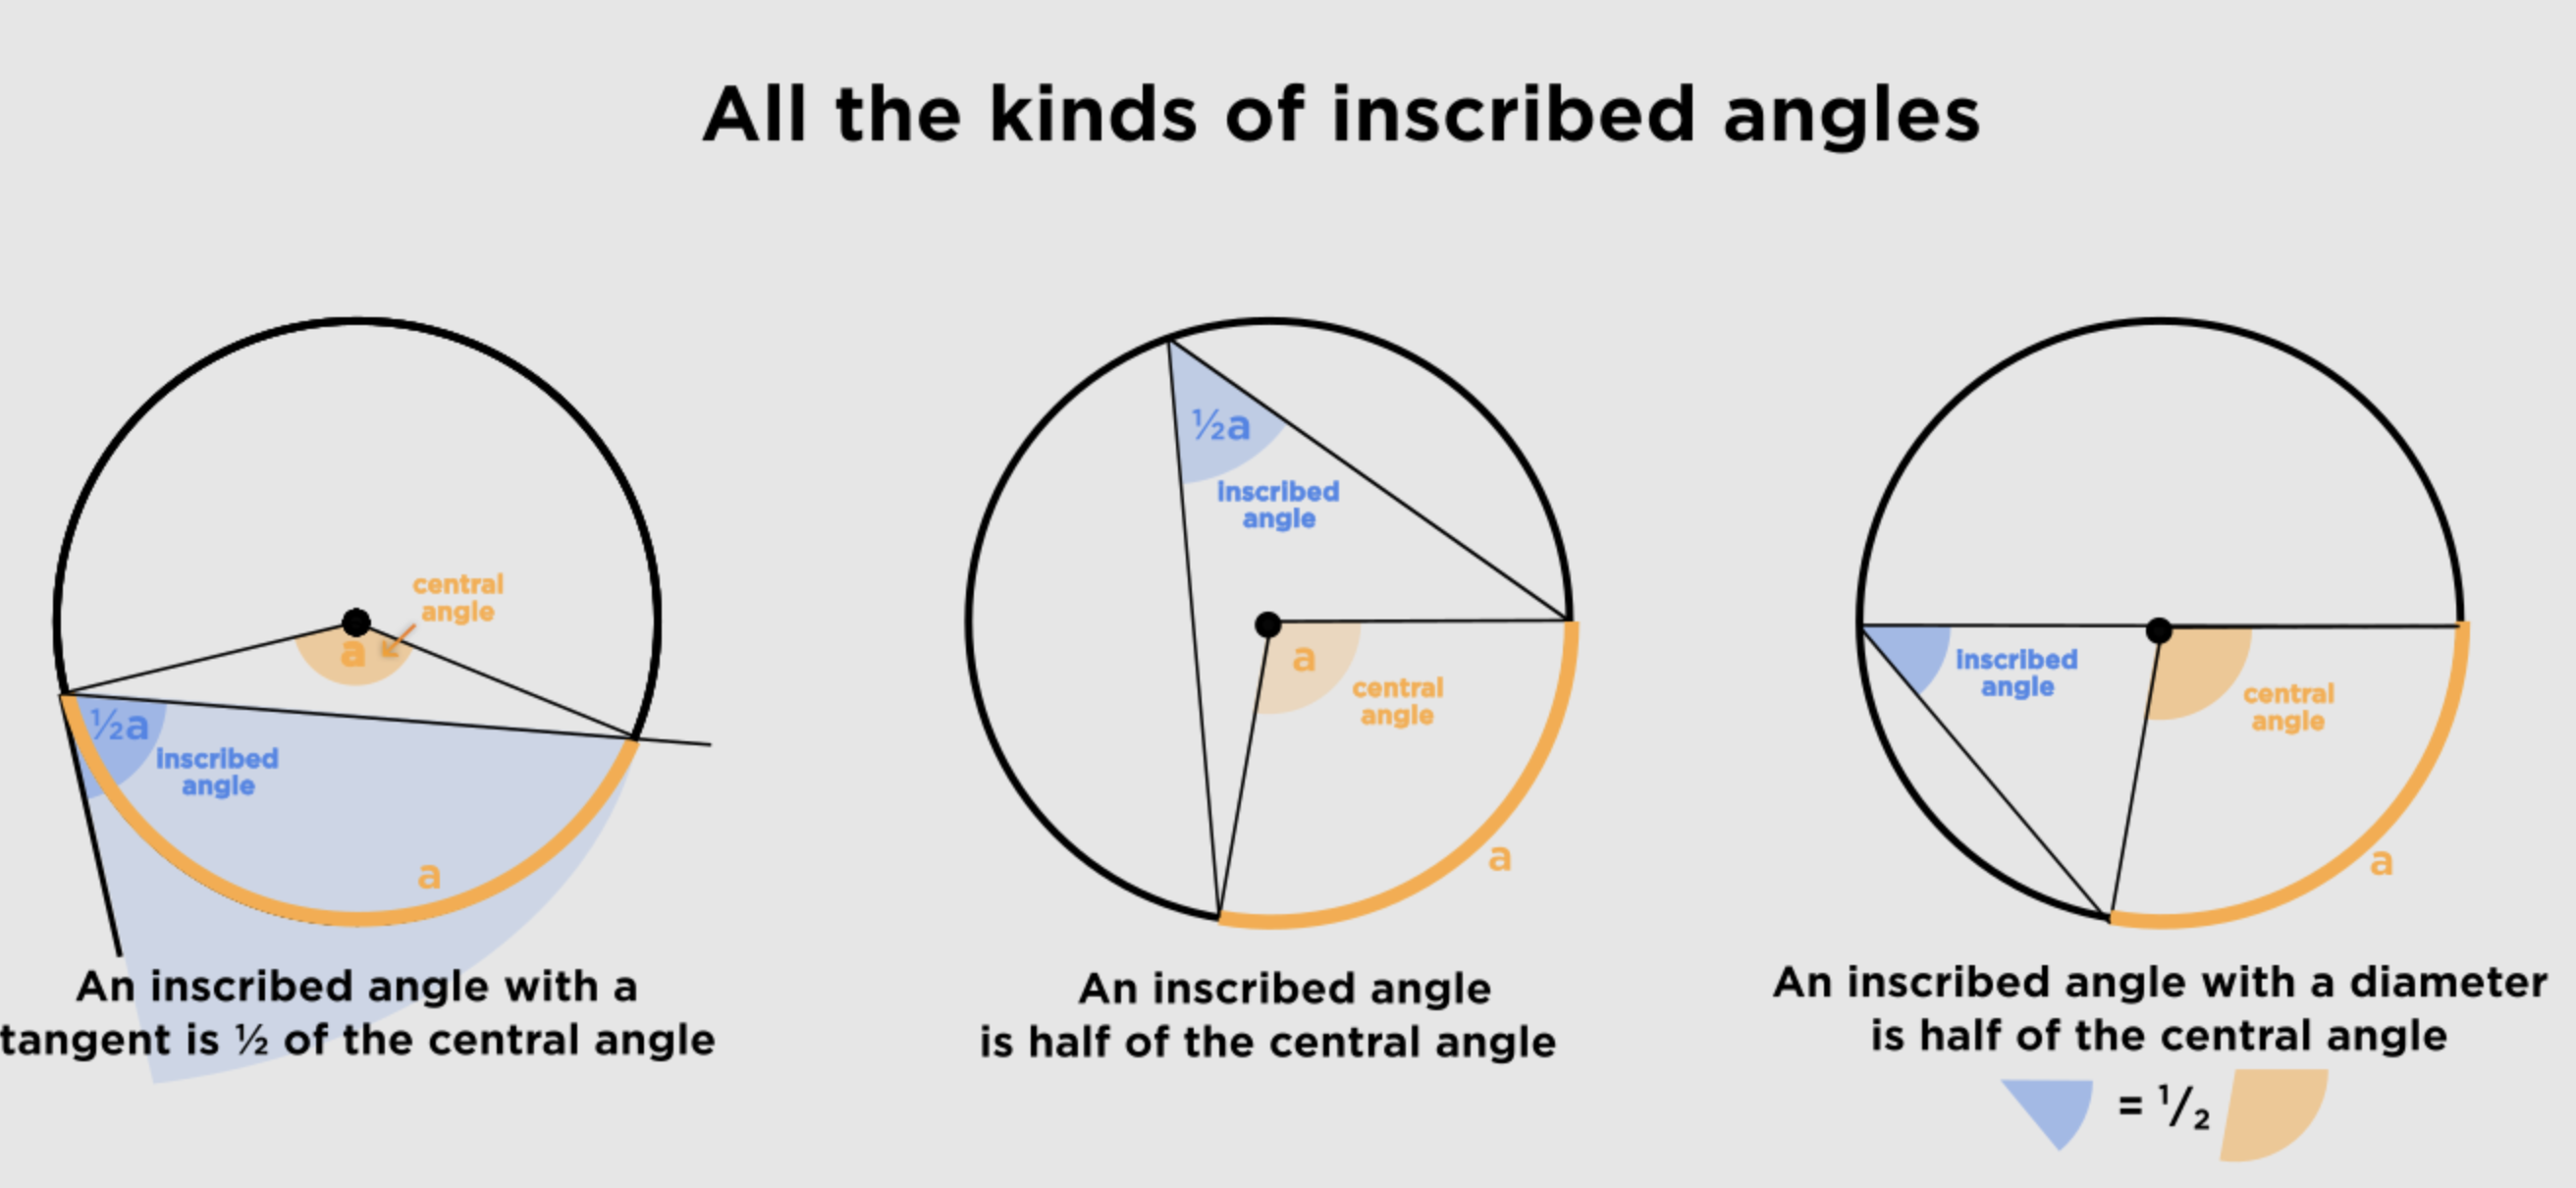 All the kinds of inscribed angles
central
angle
a
½a
inscribed
angle
a
An inscribed angle with a
tangent is ½ of the central angle
½a
inscribed
angle
a
central
angle
a
An inscribed angle
is half of the central angle
inscribed
angle
central
angle
a
An inscribed angle with a diameter
is half of the central angle
= ½